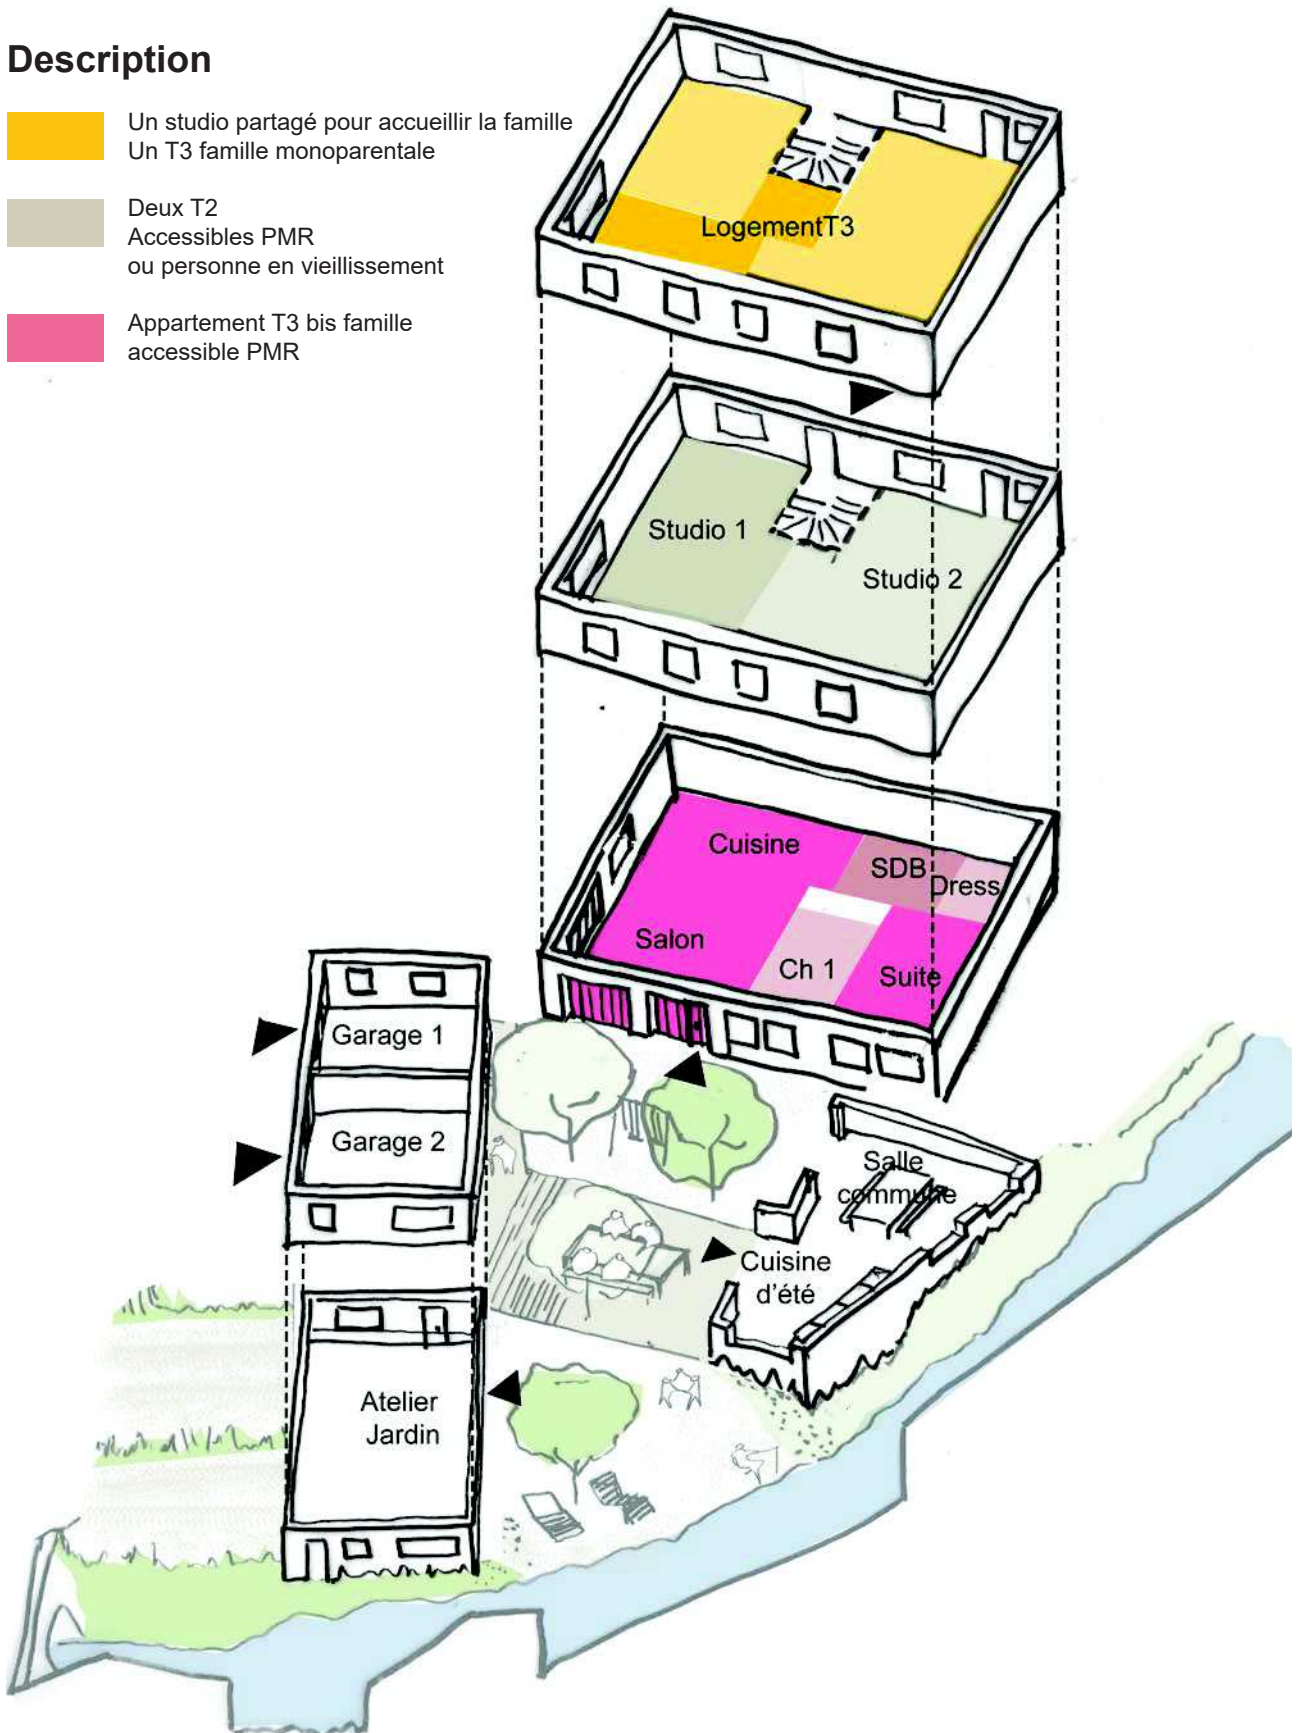 Description
Un studio partagé pour accueillir la famille
Un T3 famille monoparentale
Deux T2
Accessibles PMR
ou personne en vieillissement
Appartement T3 bis famille
accessible PMR
LogementT3
Studio 1
Studio 2
Cuisine
SDB
Dress
Salon
Ch 1
Suite
Garage 1
Garage 2
Salle
commune
Cuisine
d'été
Atelier
Jardin